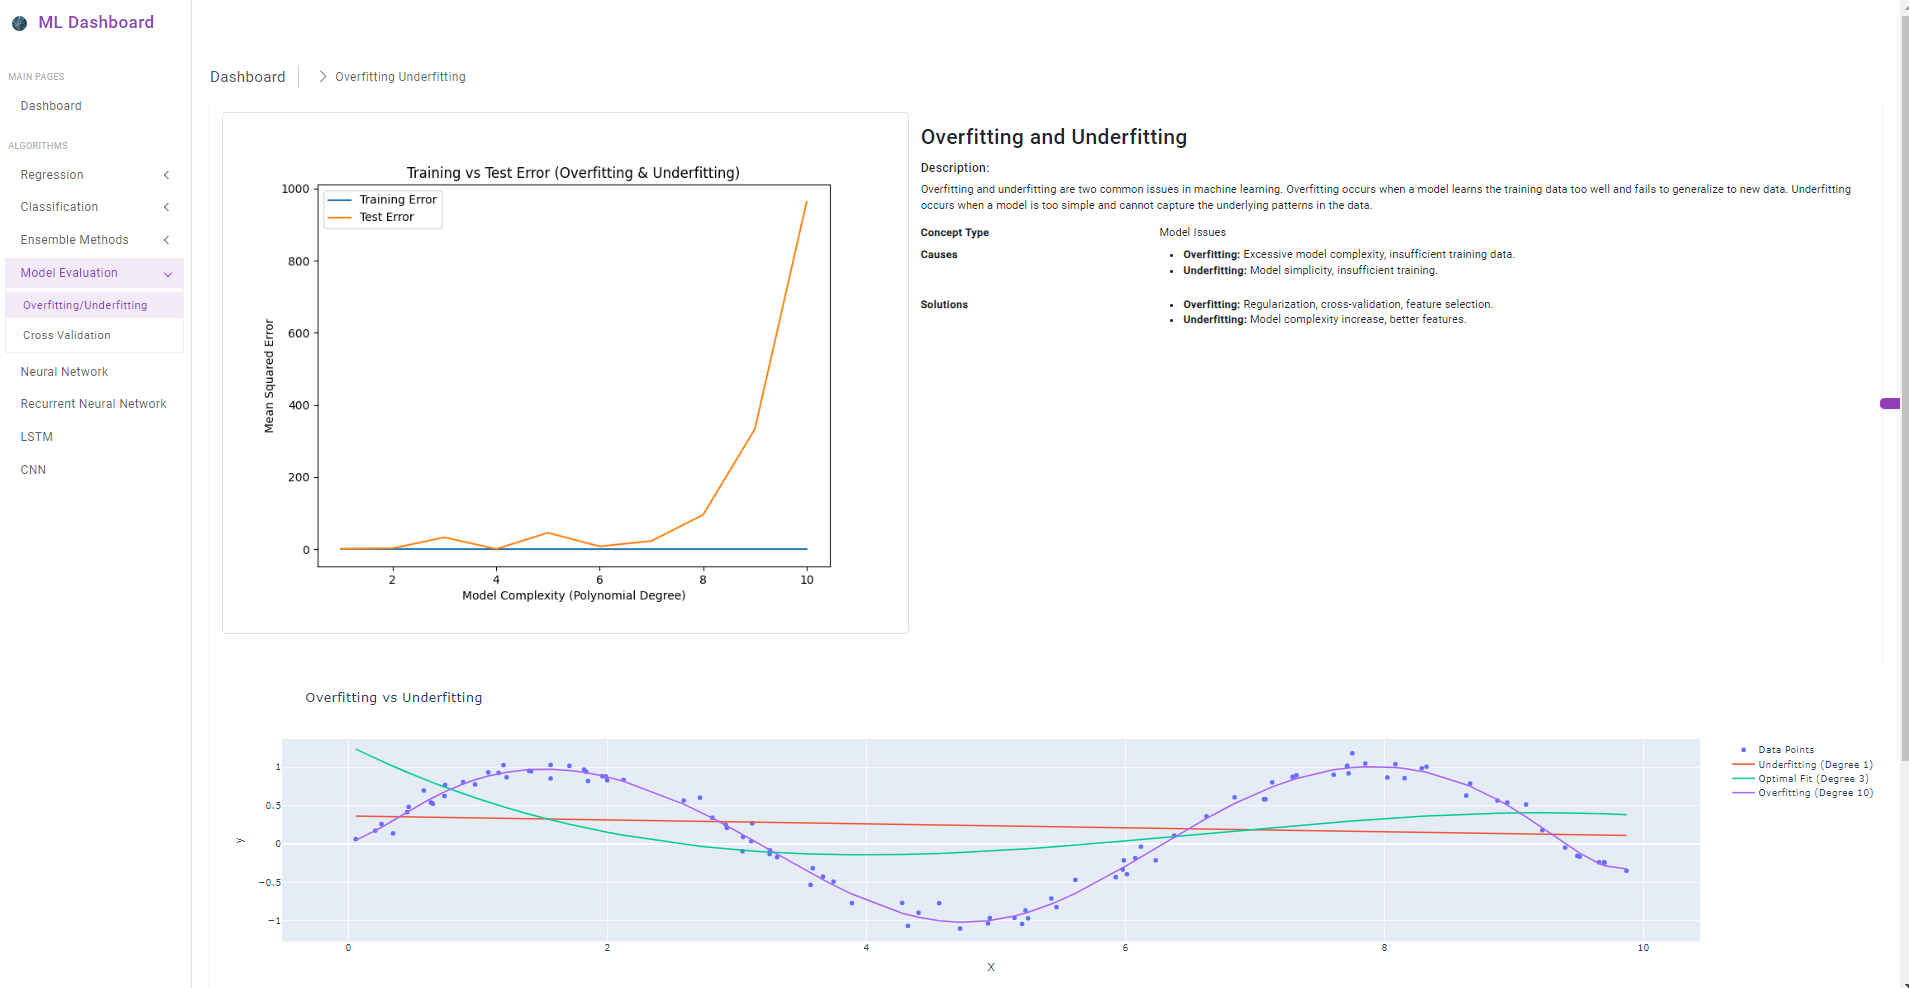 ML Dashboard
MAIN PAGES
Dashboard
ALGORITHMS
Regression
Classification
Ensemble Methods
Model Evaluation
Overfitting/Underfitting
Cross Validation
Neural Network
Recurrent Neural Network
LSTM
CNN
Dashboard
Overfitting Underfitting
Training vs Test Error (Overfitting & Underfitting)
Training Error
Test Error
1000
800
600
400
200
0
Mean Squared Error
2 4 6 8 10
Model Complexity (Polynomial Degree)
Overfitting and Underfitting
Description:
Overfitting and underfitting are two common issues in machine learning. Overfitting occurs when a model learns the training data too well and fails to generalize to new data. Underfitting
occurs when a model is too simple and cannot capture the underlying patterns in the data.
Concept Type Model Issues
Causes
Overfitting: Excessive model complexity, insufficient training data.
Underfitting: Model simplicity, insufficient training.
Solutions
Overfitting: Regularization, cross-validation, feature selection.
Underfitting: Model complexity increase, better features.
Overfitting vs Underfitting
1
0.5
0
−0.5
−1
y
0 2 4 6 8 10
X
Data Points
Underfitting (Degree 1)
Optimal Fit (Degree 3)
Overfitting (Degree 10)